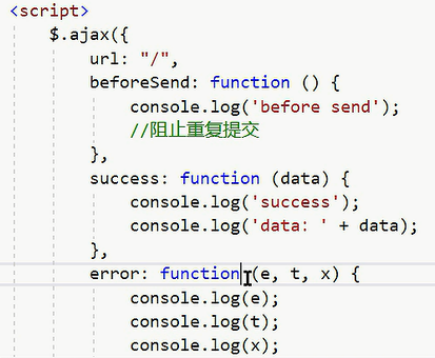 <script>
$.ajax({
url: "/",
beforeSend: function () {
console.log('before send');
//阻止重复提交
},
success: function (data) {
console.log('success');
console.log('data: ' + data);
},
error: function (e, t, x) {
console.log(e);
console.log(t);
console.log(x);